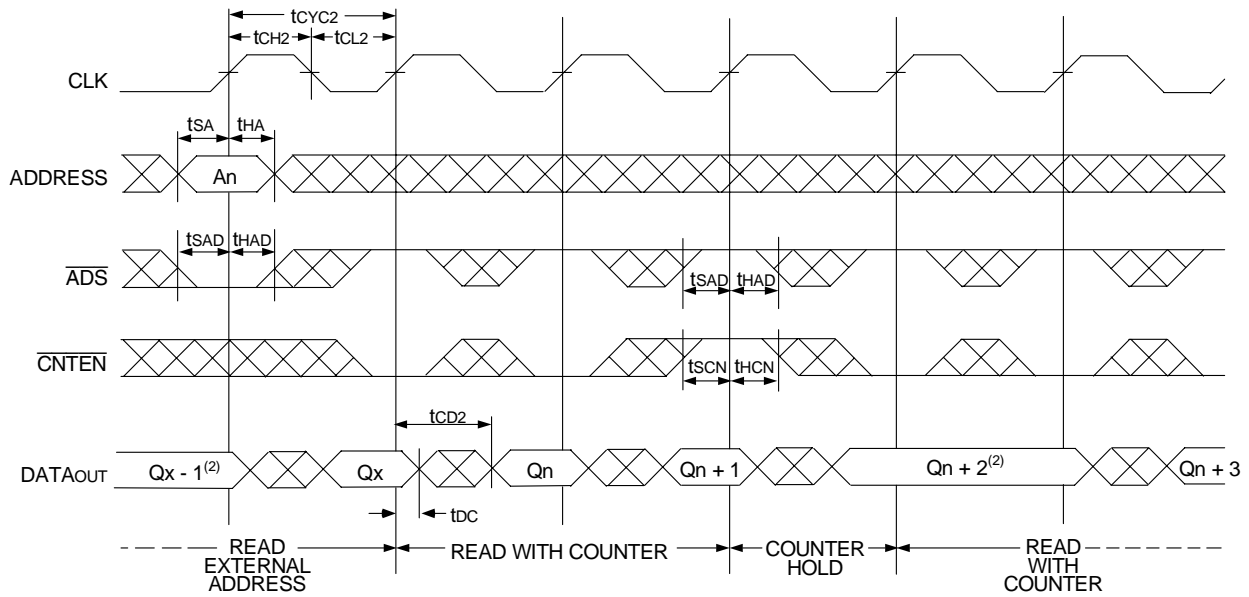 tCYC2
tCH2 tCL2
CLK
tSA tHA
ADDRESS An
tSAD tHAD
ADS
tSAD tHAD
CNTEN
tSCN tHCN
tCD2
DATAOUT Qx - 1(2) Qx Qn Qn + 1 Qn + 2(2) Qn + 3
tDC
READ EXTERNAL ADDRESS
READ WITH COUNTER
COUNTER HOLD
READ WITH COUNTER